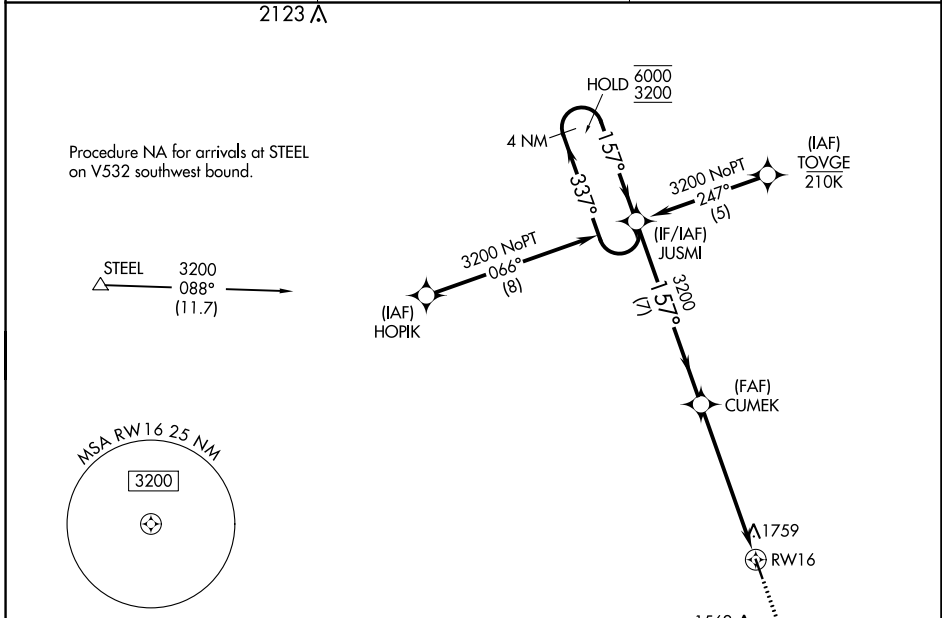 2123
HOLD 6000
3200
4 NM
157°
337°
Procedure NA for arrivals at STEEL
on V532 southwest bound.
(IAF)
TOVGE
210K
3200 NoPT
247°
(5)
(IF/IAF)
JUSMI
3200 NoPT
066°
(8)
(IAF)
HOPIK
STEEL
3200
088°
(11.7)
3200
157°
(7)
(FAF)
CUMEK
MSA RW16 25 NM
3200
1759
RW16